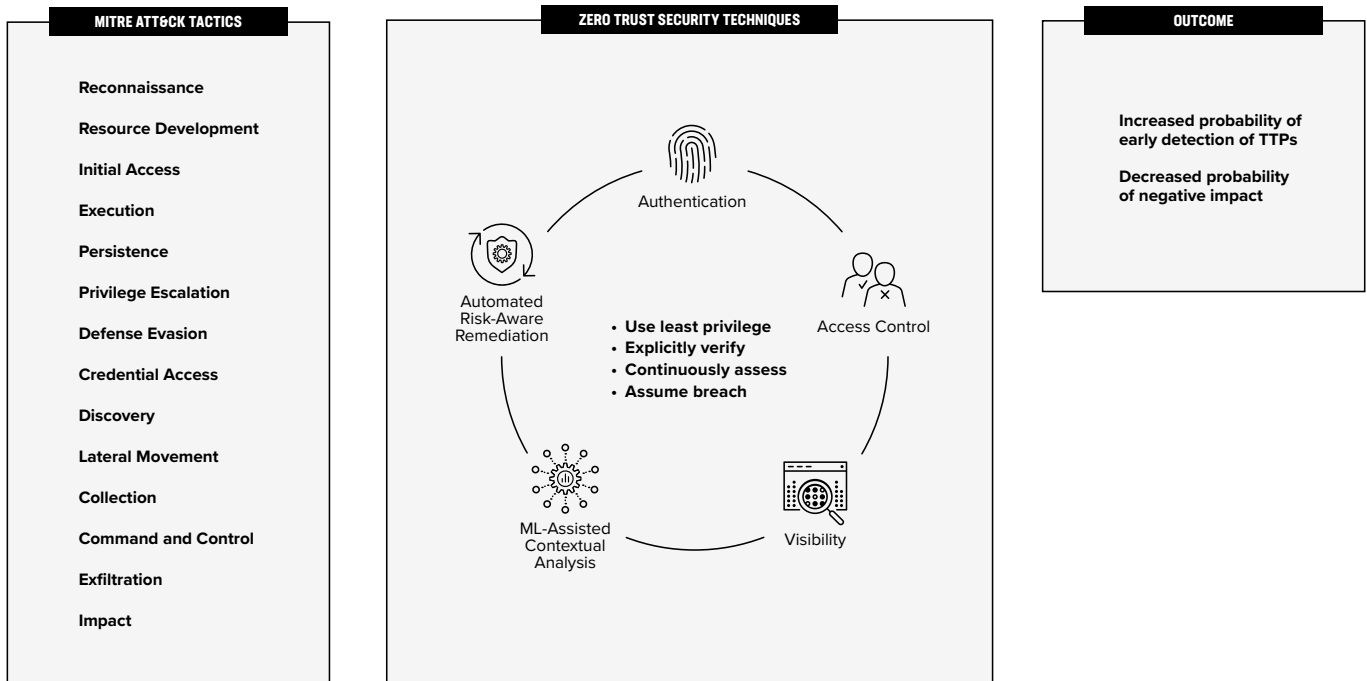 MITRE ATT&CK TACTICS
Reconnaissance
Resource Development
Initial Access
Execution
Persistence
Privilege Escalation
Defense Evasion
Credential Access
Discovery
Lateral Movement
Collection
Command and Control
Exfiltration
Impact
ZERO TRUST SECURITY TECHNIQUES
Authentication
Access Control
Visibility
ML-Assisted
Contextual
Analysis
Automated
Risk-Aware
Remediation
• Use least privilege
• Explicitly verify
• Continuously assess
• Assume breach
OUTCOME
Increased probability of
early detection of TTPs
Decreased probability
of negative impact